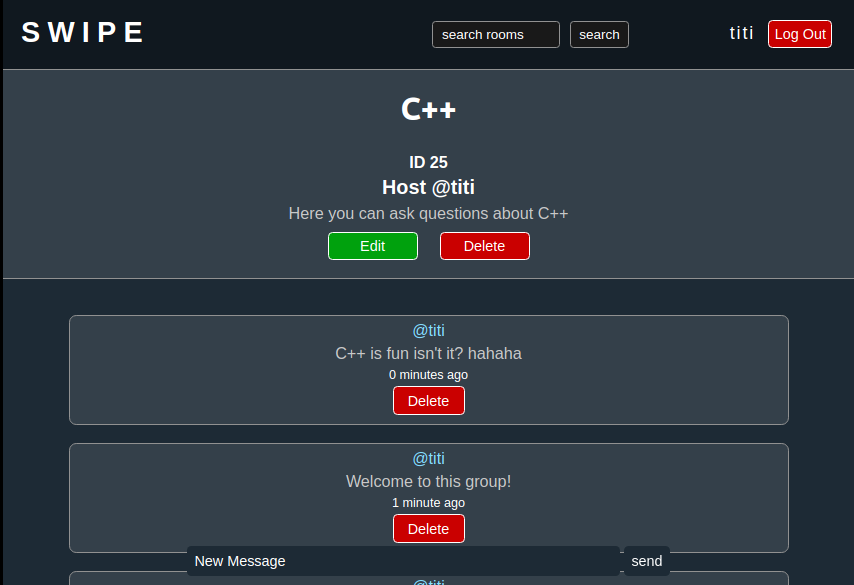 SWIPE
search rooms search titi Log Out
C++
ID 25
Host @titi
Here you can ask questions about C++
Edit Delete
@titi
C++ is fun isn't it? hahaha
0 minutes ago
Delete
@titi
Welcome to this group!
1 minute ago
Delete
New Message send
@titi